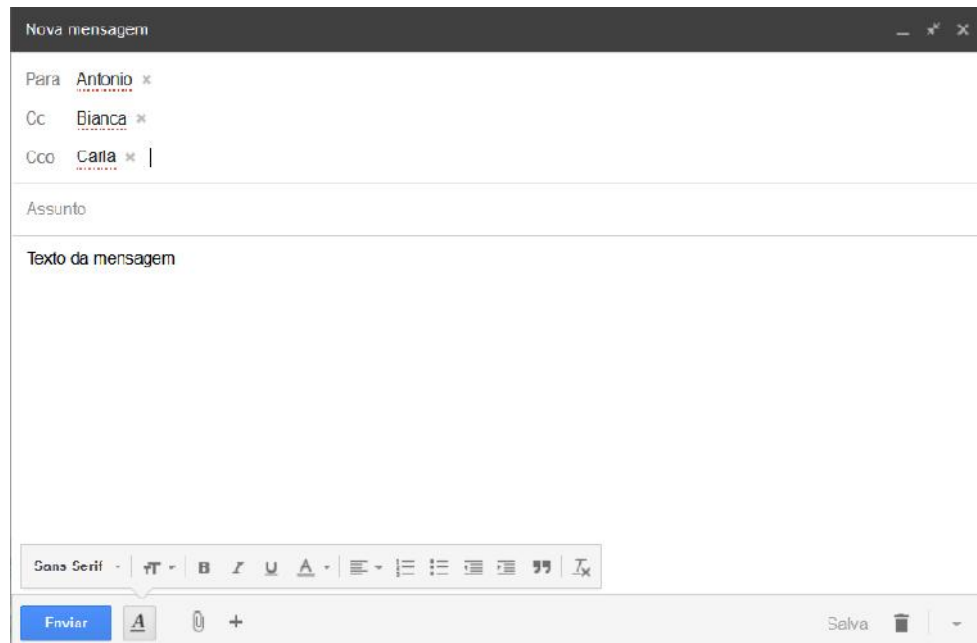 Nova mensagem
Para Antonio
Cc Bianca
Cco Carla
Assunto
Texto da mensagem
Sans Serif
Enviar
Salva